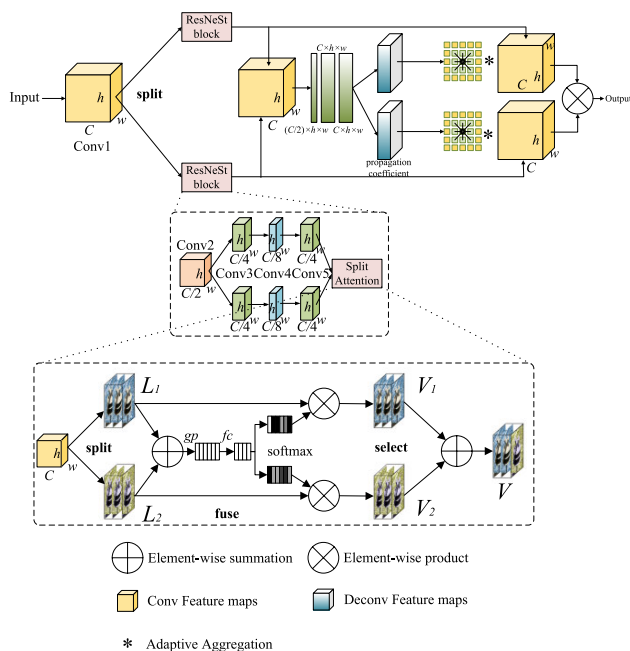 ResNeSt
block
C×h×w
Input
h
split
C
w
Conv1
h
w
C
(C/2)×h×w C×h×w
*
w
h
C
*
h
w
C
Output
propagation
coefficient
ResNeSt
block
Conv2
h
w
C/2
h
w
C/4
h
w
C/8
h
w
C/4
Conv3 Conv4 Conv5
h
w
C/4
h
w
C/8
h
w
C/4
Split
Attention
L1
V1
h
w
C
split
gp
fc
softmax
select
V
L2
fuse
V2
Element-wise summation
Element-wise product
Conv Feature maps
Deconv Feature maps
* Adaptive Aggregation